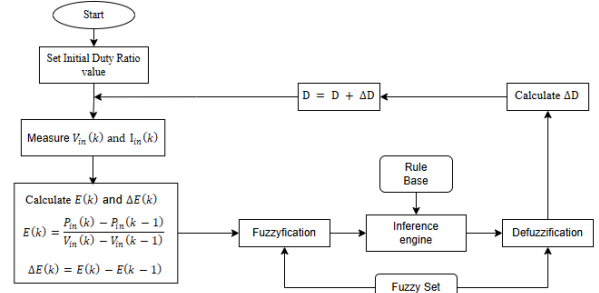 Start
Set Initial Duty Ratio
value
D = D + ΔD
Calculate ΔD
Measure V_in(k) and I_in(k)
Rule
Base
Calculate E(k) and ΔE(k)
E(k) = (P_in(k) − P_in(k − 1)) / (V_in(k) − V_in(k − 1))
ΔE(k) = E(k) − E(k − 1)
Fuzzyfication
Inference
engine
Defuzzification
Fuzzy Set